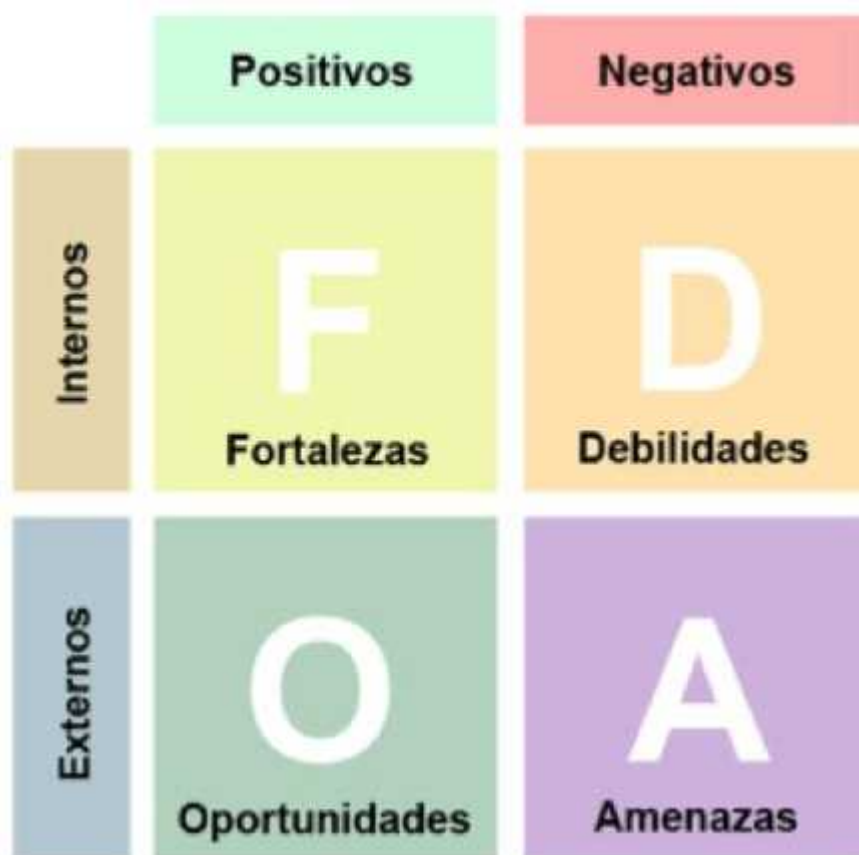 Positivos
Negativos
Internos
F
Fortalezas
D
Debilidades
Externos
O
Oportunidades
A
Amenazas